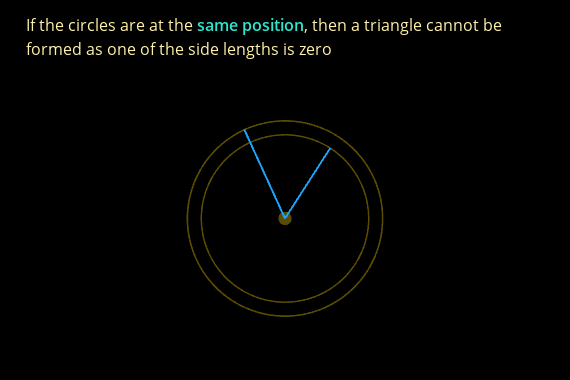 If the circles are at the same position, then a triangle cannot be
formed as one of the side lengths is zero